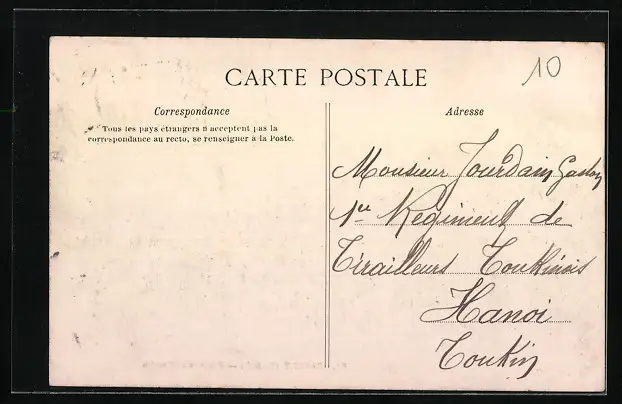 CARTE POSTALE
10
Correspondance
Tous les pays étrangers n'acceptent pas la
correspondance au recto, se renseigner à la Poste.
Adresse
Monsieur Jourdain Gaston
1er Régiment de
Tirailleurs Tonkinois
Hanoi
Tonkin